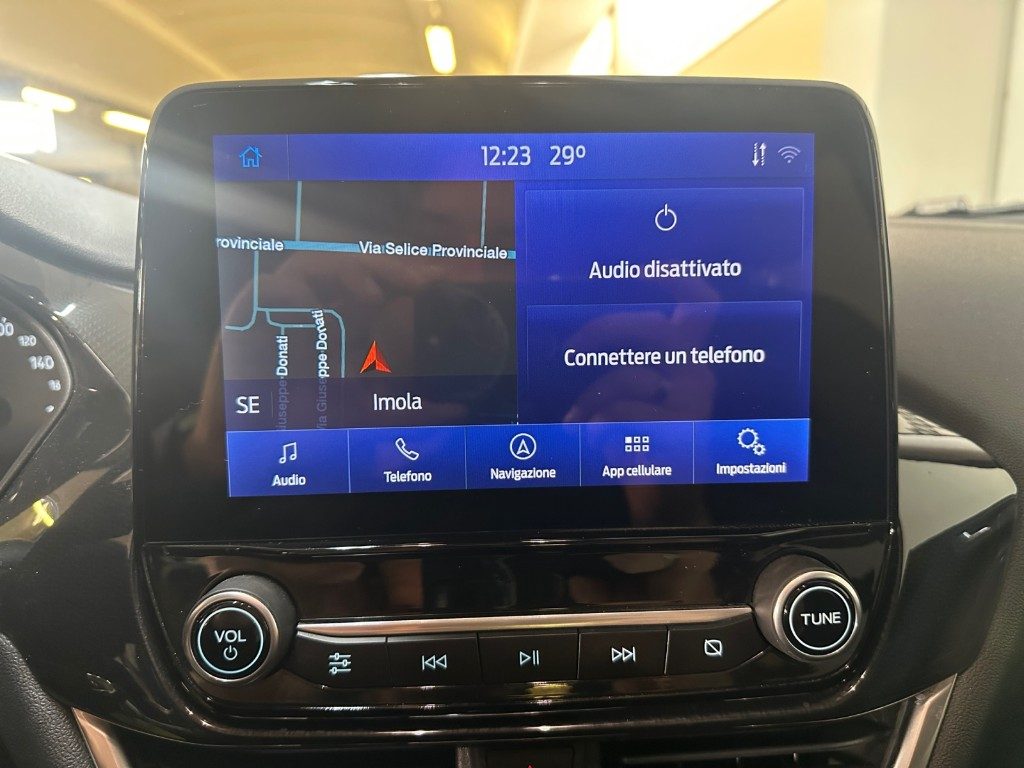 12:23 29°
rovinciale
Via Selice Provinciale
Audio disattivato
Giuseppe Donati
Via Giuseppe Donati
Connettere un telefono
SE
Imola
Audio
Telefono
Navigazione
App cellulare
Impostazioni
120
140
VOL
TUNE